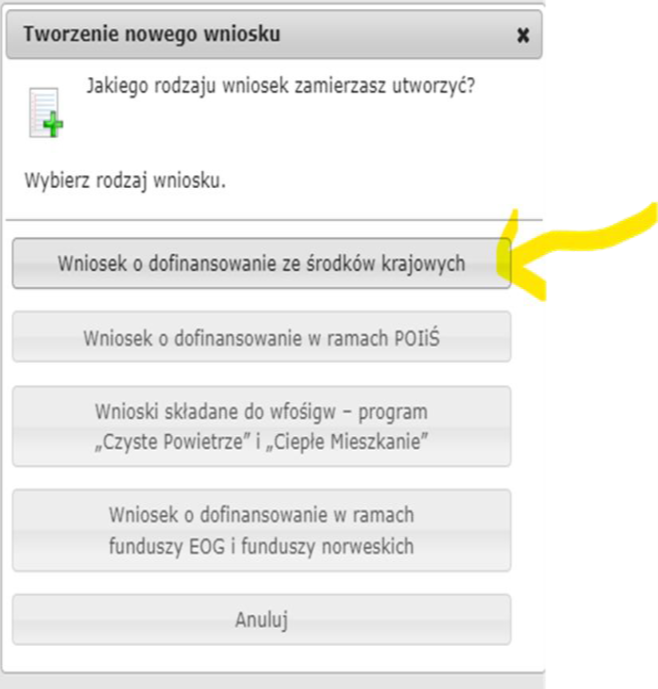 Tworzenie nowego wniosku
Jakiego rodzaju wniosek zamierzasz utworzyć?
Wybierz rodzaj wniosku.
Wniosek o dofinansowanie ze środków krajowych
Wniosek o dofinansowanie w ramach POIiŚ
Wnioski składane do wfośigw – program
„Czyste Powietrze” i „Ciepłe Mieszkanie”
Wniosek o dofinansowanie w ramach
funduszy EOG i funduszy norweskich
Anuluj